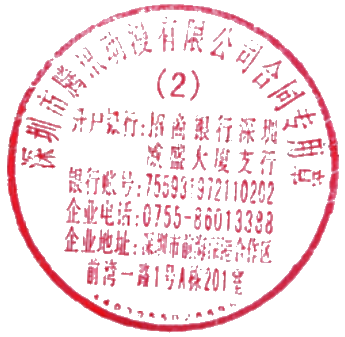 深圳市腾讯动漫有限公司合同专用章
(2)
开户银行:招商银行深圳
威盛大厦支行
银行帐号:755931972110202
企业电话:0755-86013388
企业地址:深圳市前海深港合作区
前湾一路1号A栋201室